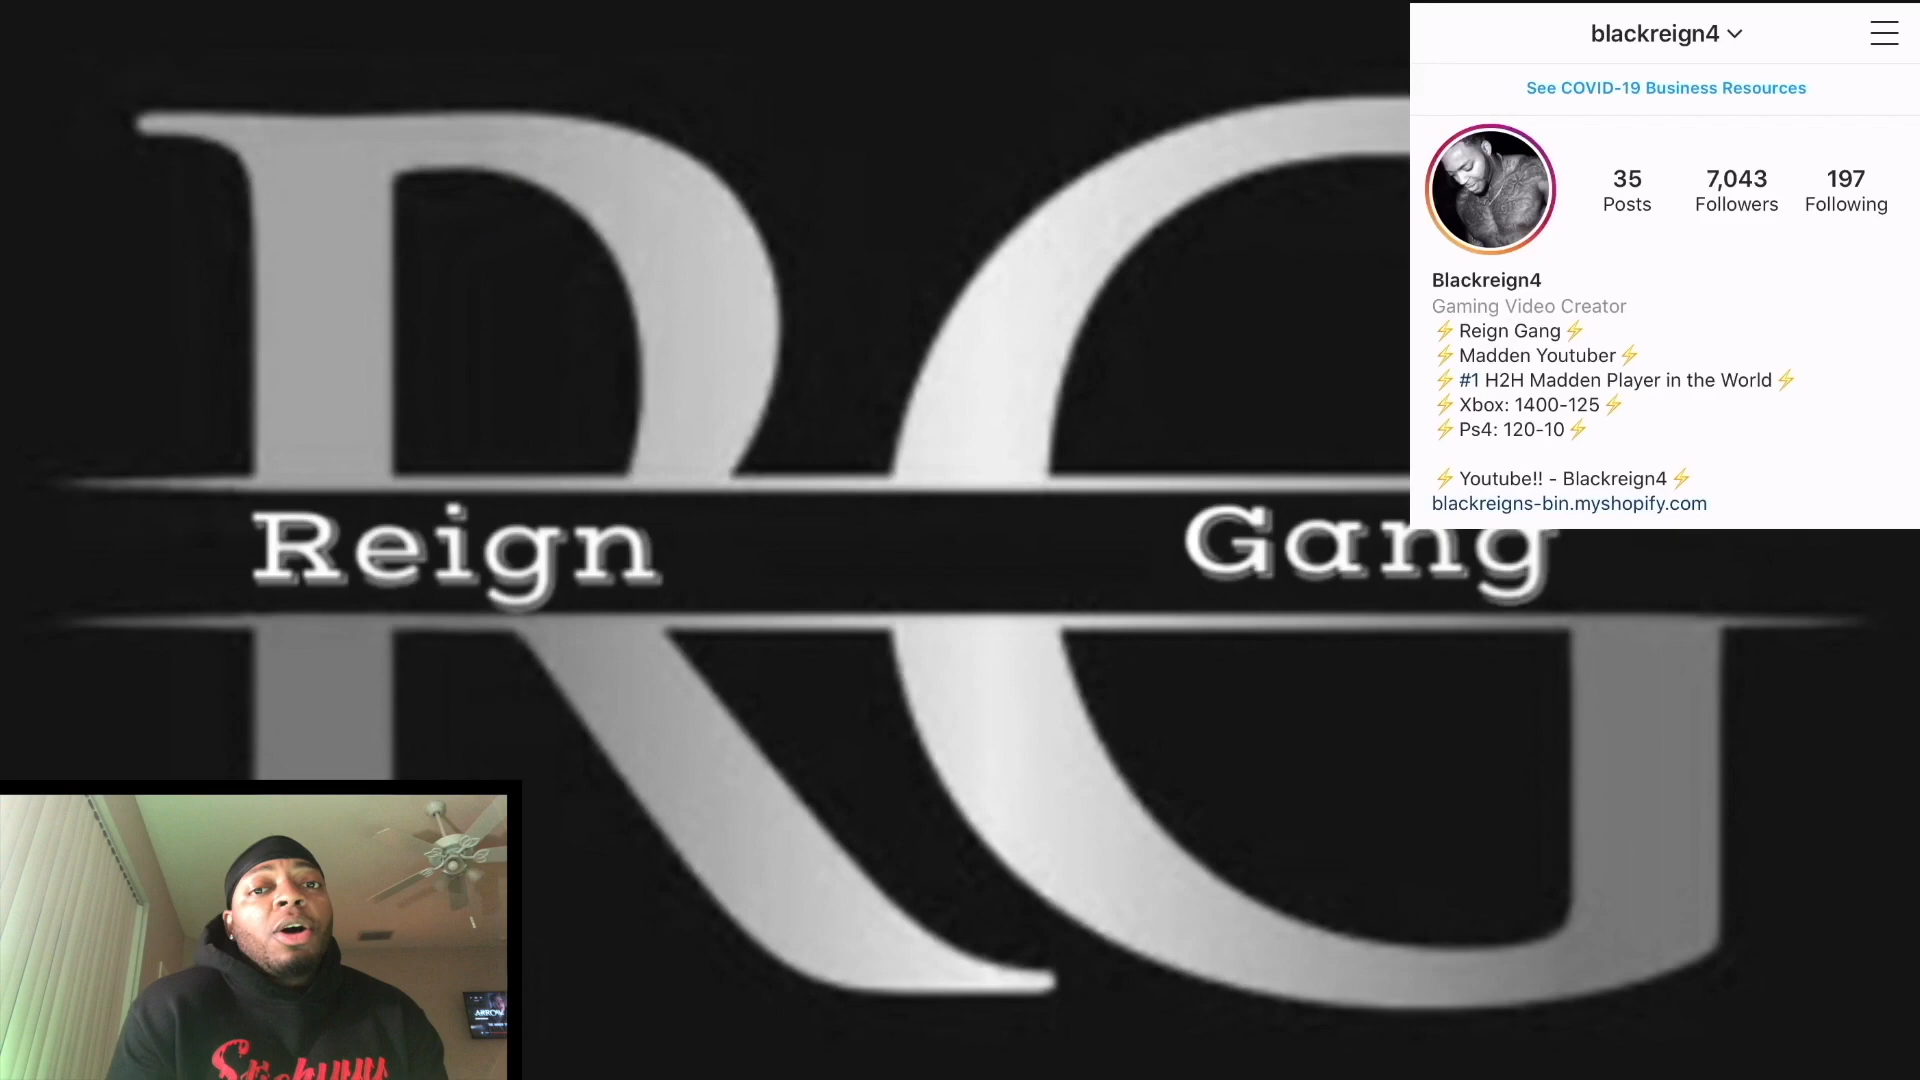 blackreign4
See COVID-19 Business Resources
35
Posts
7,043
Followers
197
Following
Blackreign4
Gaming Video Creator
⚡Reign Gang⚡
⚡Madden Youtuber⚡
⚡#1 H2H Madden Player in the World⚡
⚡Xbox: 1400-125⚡
⚡Ps4: 120-10⚡
⚡Youtube!! - Blackreign4⚡
blackreigns-bin.myshopify.com
RG
Reign Gang
ARROW